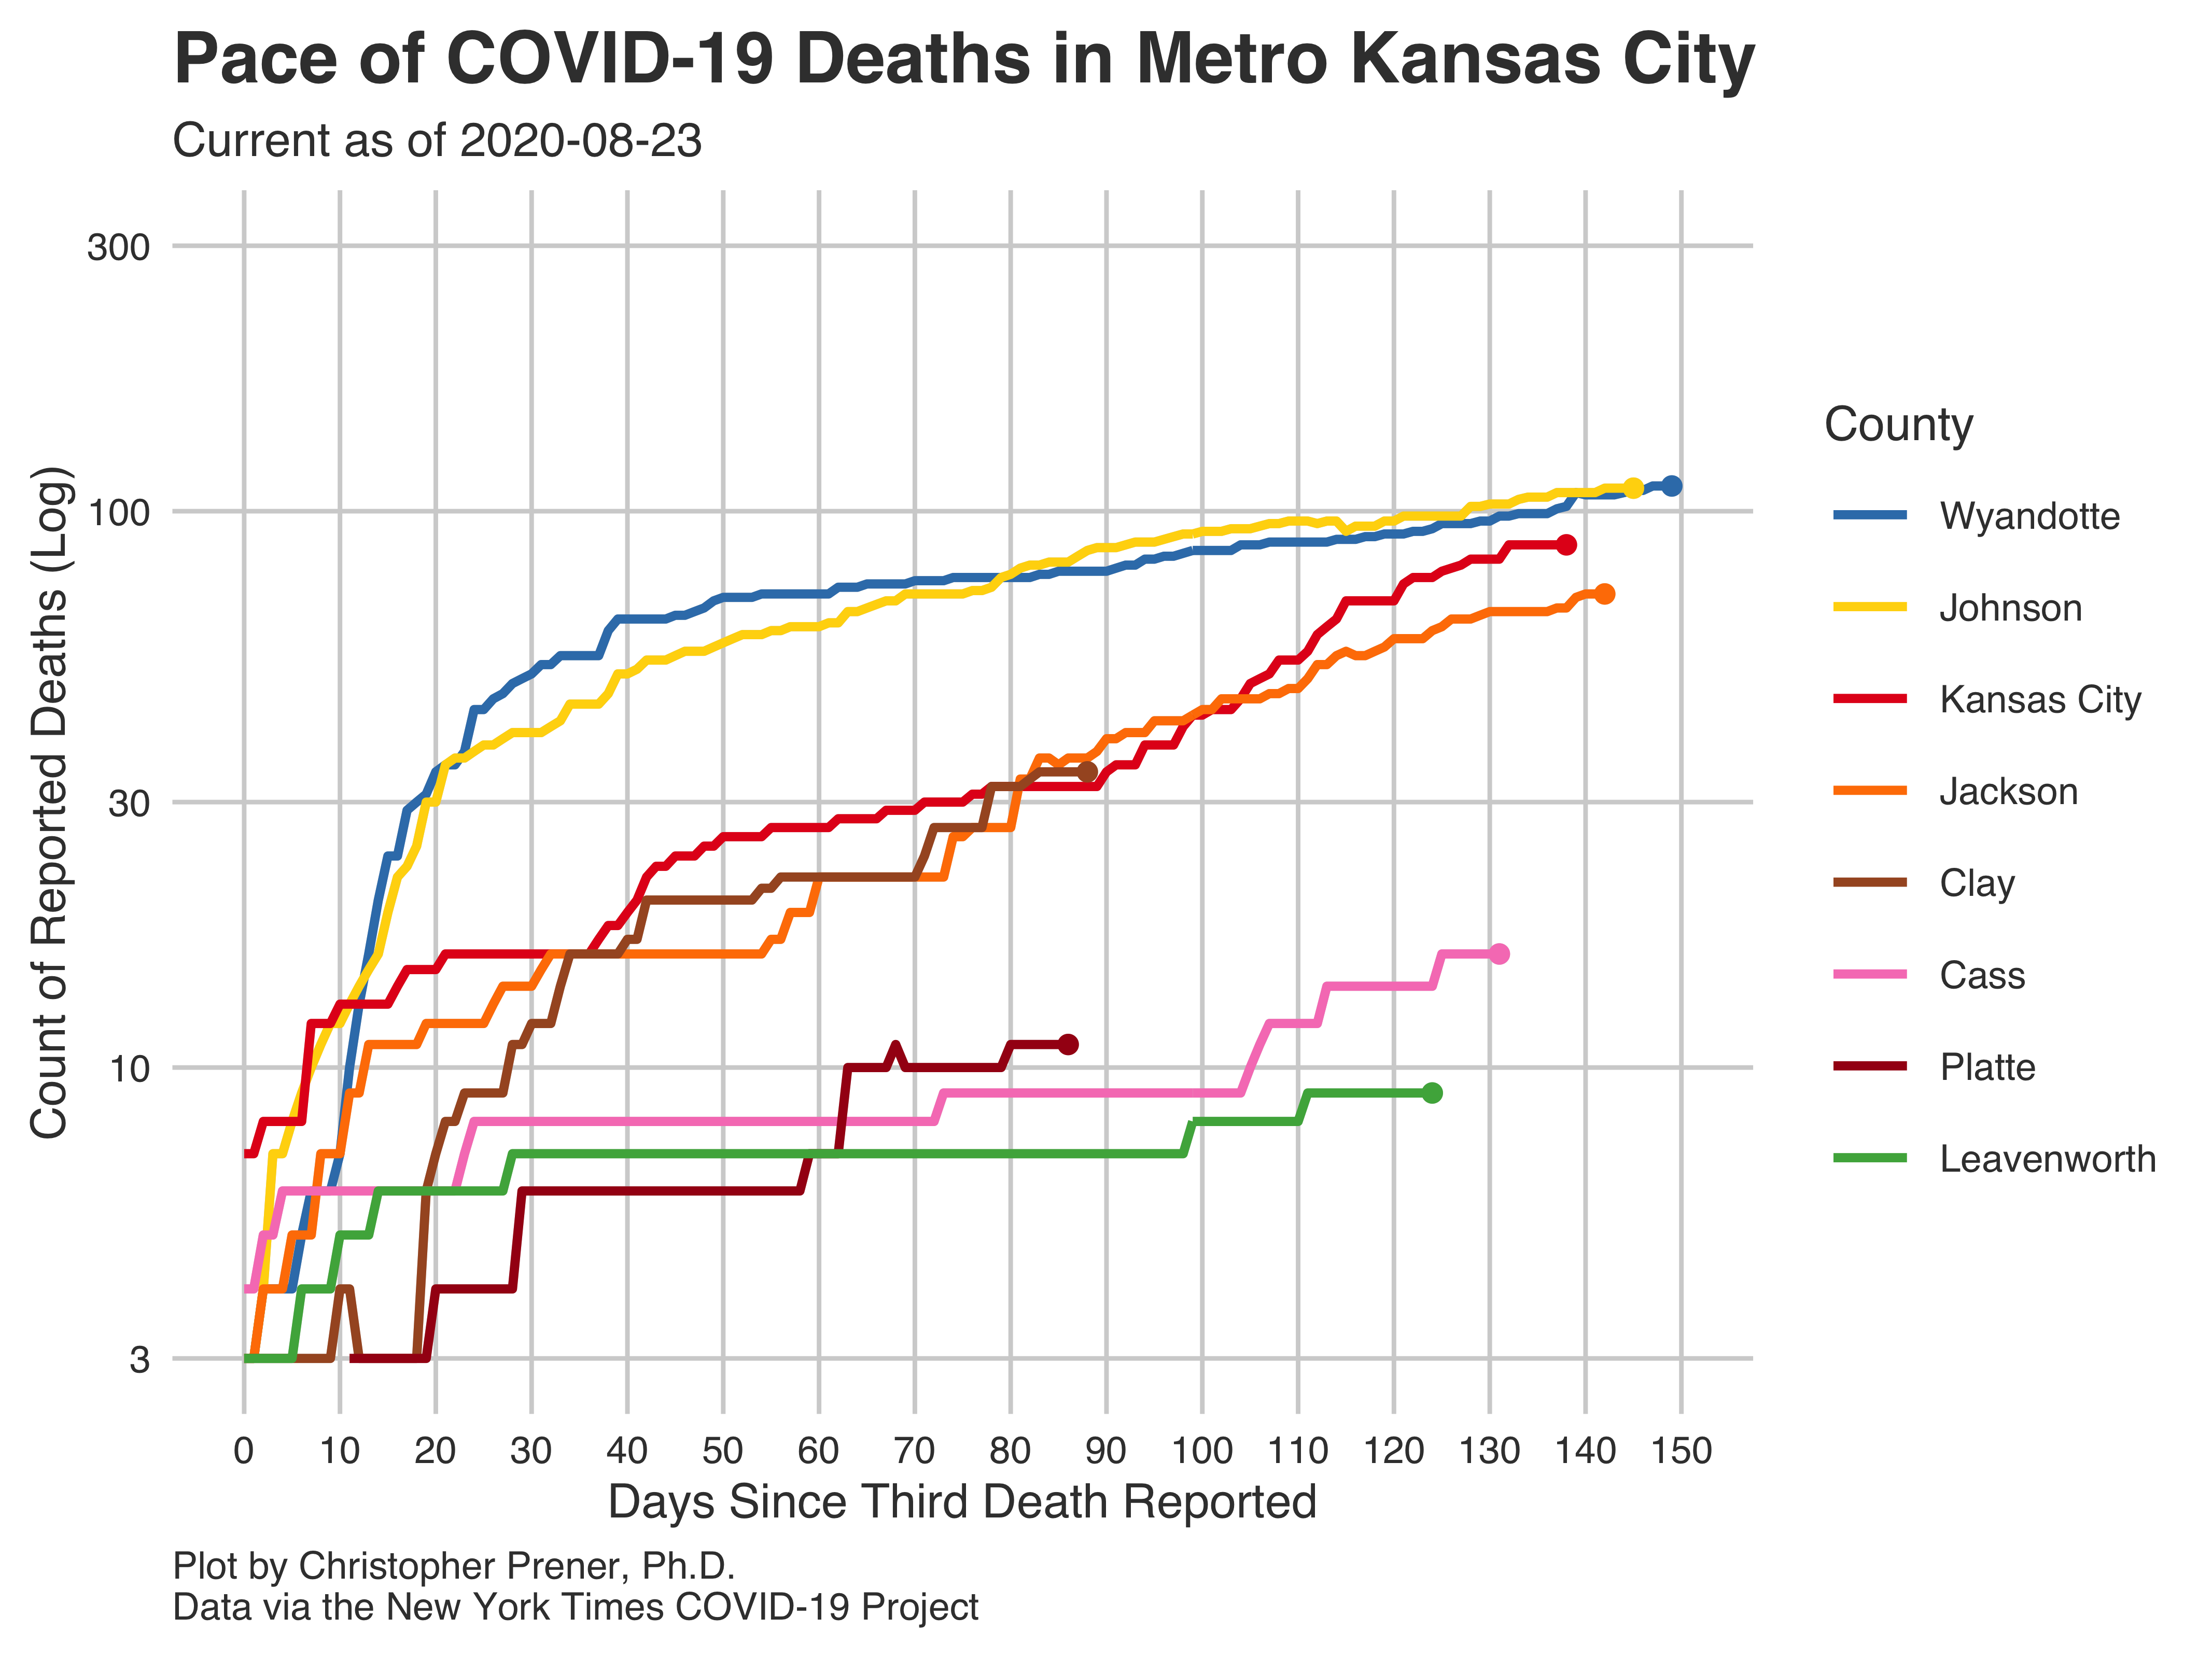 Pace of COVID-19 Deaths in Metro Kansas City
Current as of 2020-08-23
Count of Reported Deaths (Log)
300
100
30
10
3
0 10 20 30 40 50 60 70 80 90 100 110 120 130 140 150
Days Since Third Death Reported
County
Wyandotte
Johnson
Kansas City
Jackson
Clay
Cass
Platte
Leavenworth
Plot by Christopher Prener, Ph.D.
Data via the New York Times COVID-19 Project